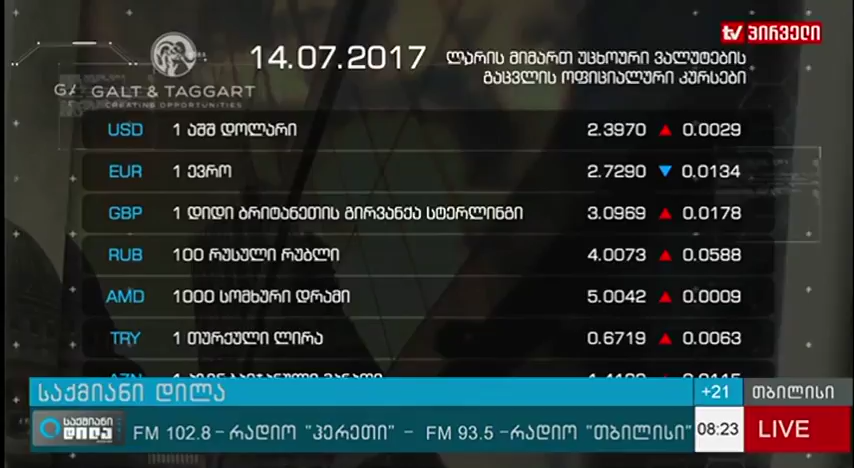 tv პირველი
14.07.2017
ლარის მიმართ უცხოური ვალუტების
გაცვლის ოფიციალური კურსები
GALT & TAGGART
CREATING OPPORTUNITIES
USD 1 აშშ დოლარი 2.3970 ▲ 0.0029
EUR 1 ევრო 2.7290 ▼ 0.0134
GBP 1 დიდი ბრიტანეთის გირვანქა სტერლინგი 3.0969 ▲ 0.0178
RUB 100 რუსული რუბლი 4.0073 ▲ 0.0588
AMD 1000 სომხური დრამი 5.0042 ▲ 0.0009
TRY 1 თურქული ლირა 0.6719 ▲ 0.0063
საქმიანი დილა +21 თბილისი
საქმიანი
დილა
FM 102.8 – რადიო "ჰერეთი" – FM 93.5 – რადიო "თბილისი" 08:23 LIVE